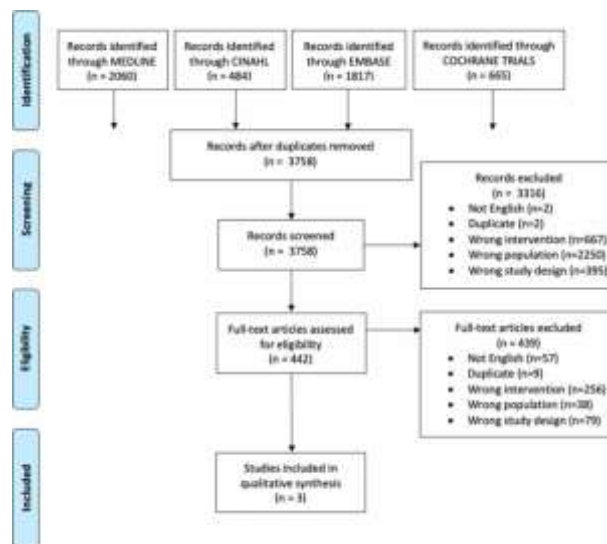 Identification
Records identified
through MEDLINE
(n = 2060)
Records identified
through CINAHL
(n = 484)
Records identified
through EMBASE
(n = 1817)
Records identified through
COCHRANE TRIALS
(n = 665)
Records after duplicates removed
(n = 3758)
Screening
Records screened
(n = 3758)
Records excluded
(n = 3316)
• Not English (n=2)
• Duplicate (n=2)
• Wrong intervention (n=667)
• Wrong population (n=2250)
• Wrong study design (n=395)
Eligibility
Full-text articles assessed
for eligibility
(n = 442)
Full-text articles excluded
(n = 439)
• Not English (n=57)
• Duplicate (n=9)
• Wrong intervention (n=256)
• Wrong population (n=38)
• Wrong study design (n=79)
Included
Studies included in
qualitative synthesis
(n = 3)